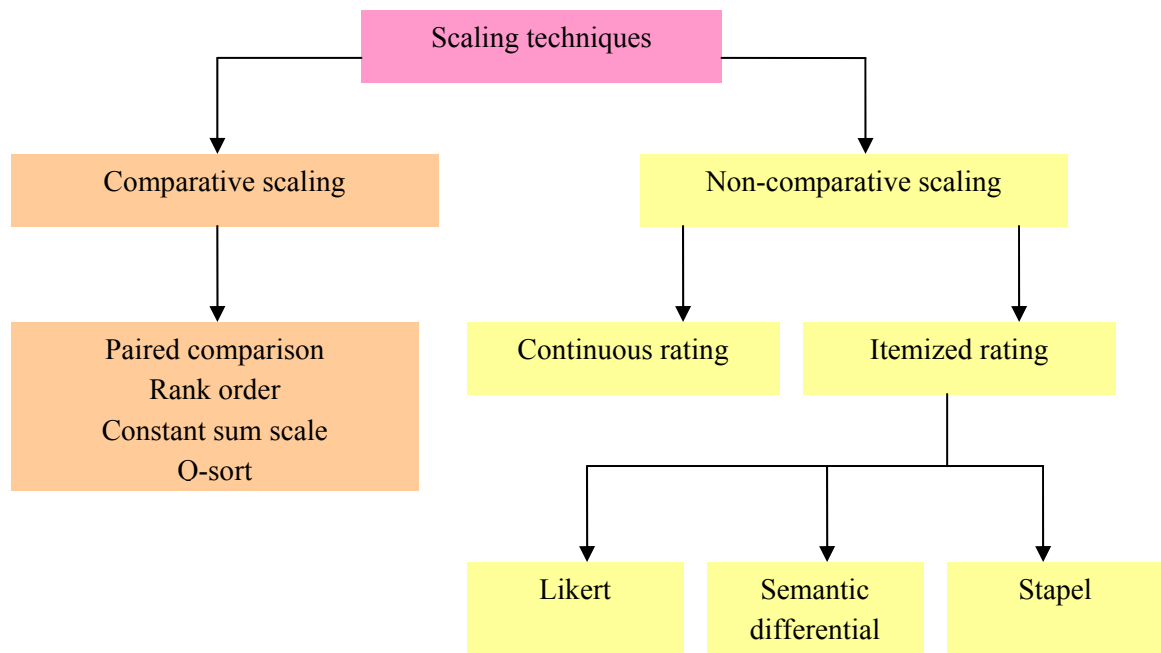 Scaling techniques
Comparative scaling
Non-comparative scaling
Paired comparison
Rank order
Constant sum scale
Q-sort
Continuous rating
Itemized rating
Likert
Semantic
differential
Stapel